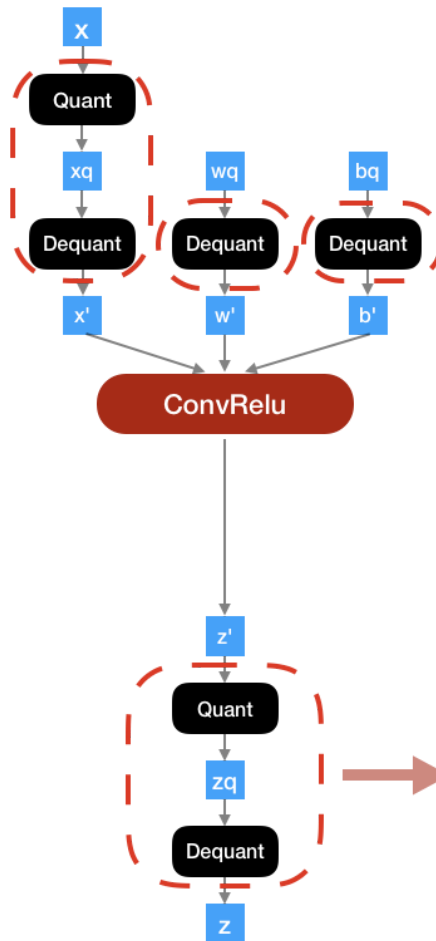 x
Quant
xq wq bq
Dequant Dequant Dequant
x' w' b'
ConvRelu
z'
Quant
zq
Dequant
z